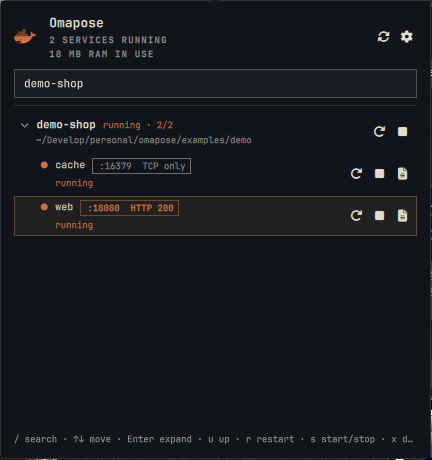 Omapose
2 SERVICES RUNNING
18 MB RAM IN USE
demo-shop
demo-shop running · 2/2
~/Develop/personal/omapose/examples/demo
cache :16379 TCP only
running
web :18080 HTTP 200
running
/ search · ↑↓ move · Enter expand · u up · r restart · s start/stop · x d…